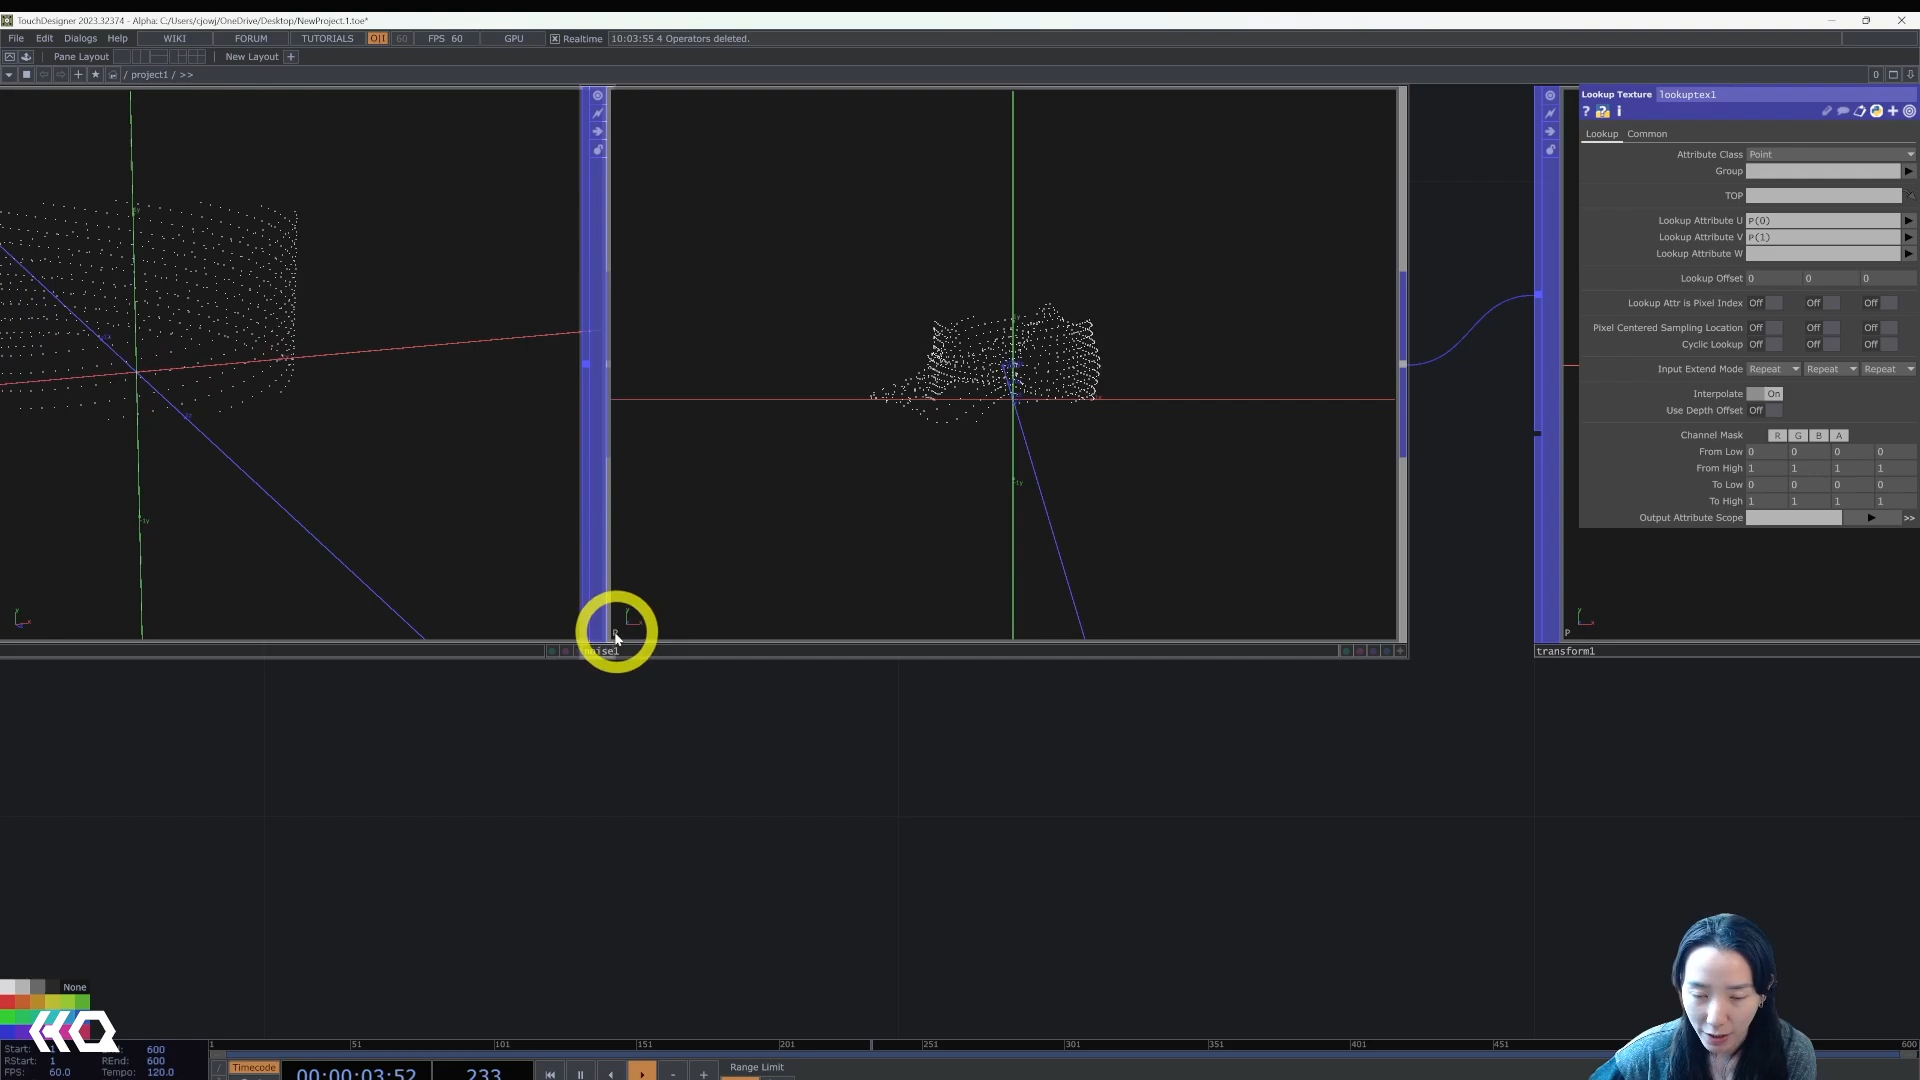 TouchDesigner 2023.32374 - Alpha: C:/Users/cjowj/OneDrive/Desktop/NewProject.1.toe*
File Edit Dialogs Help WIKI FORUM TUTORIALS O|I 60 FPS 60 GPU Realtime 10:03:55 4 Operators deleted.
Pane Layout New Layout +
/ project1 / >> 0
Lookup Texture lookuptex1
? ? i
Lookup Common
Attribute Class Point
Group
TOP
Lookup Attribute U P(0)
Lookup Attribute V P(1)
Lookup Attribute W
Lookup Offset 0 0 0
Lookup Attr is Pixel Index Off Off Off
Pixel Centered Sampling Location Off Off Off
Cyclic Lookup Off Off Off
Input Extend Mode Repeat Repeat Repeat
Interpolate On
Use Depth Offset Off
Channel Mask R G B A
From Low 0 0 0 0
From High 1 1 1 1
To Low 0 0 0 0
To High 1 1 1 1
Output Attribute Scope >>
P
noise1
P
transform1
None
Start: 600
RStart: 1 REnd: 600
FPS: 60.0 Tempo: 120.0
1 51 101 151 201 251 301 351 401 451 600
Timecode 00:00:03:52 233 - + Range Limit